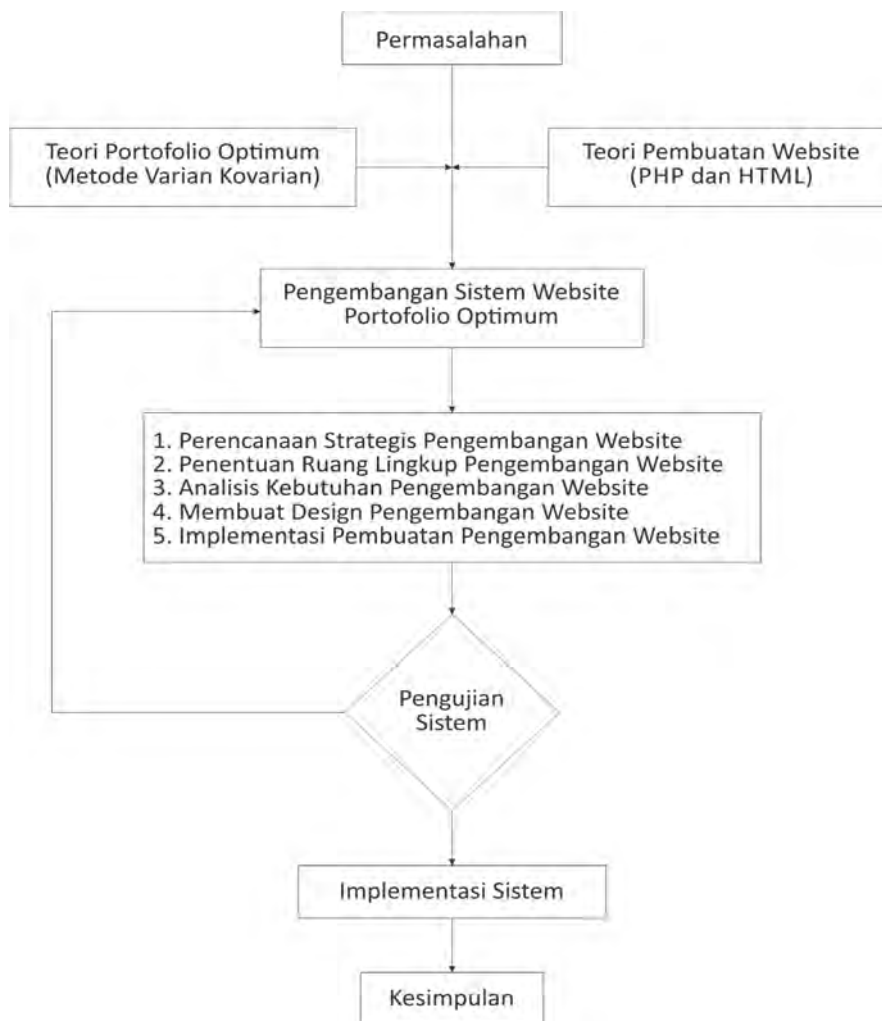 Permasalahan
Teori Portofolio Optimum
(Metode Varian Kovarian)
Teori Pembuatan Website
(PHP dan HTML)
Pengembangan Sistem Website
Portofolio Optimum
1. Perencanaan Strategis Pengembangan Website
2. Penentuan Ruang Lingkup Pengembangan Website
3. Analisis Kebutuhan Pengembangan Website
4. Membuat Design Pengembangan Website
5. Implementasi Pembuatan Pengembangan Website
Pengujian
Sistem
Implementasi Sistem
Kesimpulan